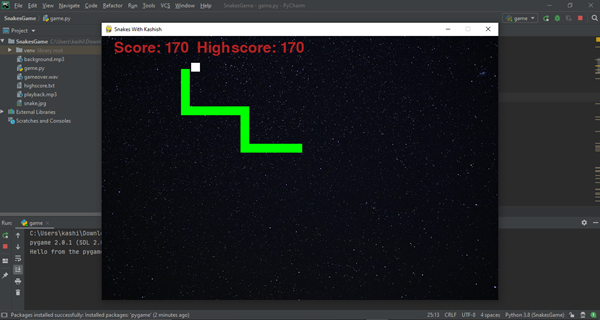 File Edit View Navigate Code Refactor Run Tools VCS Window Help SnakesGame - game.py - PyCharm
SnakesGame game.py
game
Project
Snakes With Kashish
Score: 170 Highscore: 170
SnakesGame C:\Users\kashi\Down
venv library root
background.mp3
game.py
gameover.wav
highscore.txt
playback.mp3
snake.jpg
External Libraries
Scratches and Consoles
Run: game
C:\Users\kashi\Downl
pygame 2.0.1 (SDL 2.
Hello from the pygam
Packages installed successfully: Installed packages: 'pygame' (2 minutes ago)
25:13 CRLF UTF-8 4 spaces Python 3.8 (SnakesGame)